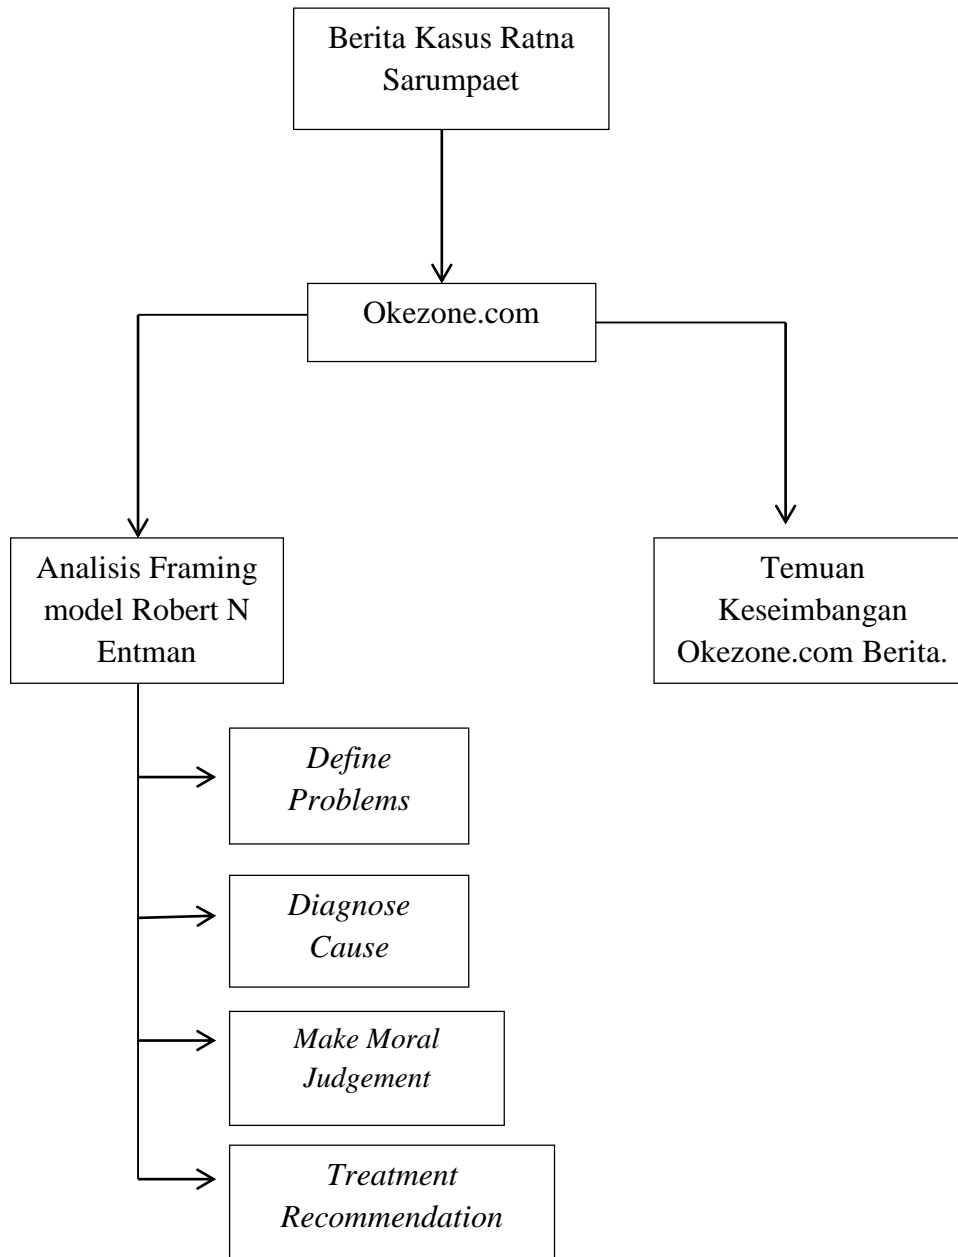 Berita Kasus Ratna
Sarumpaet
Okezone.com
Analisis Framing
model Robert N
Entman
Temuan
Keseimbangan
Okezone.com Berita.
Define
Problems
Diagnose
Cause
Make Moral
Judgement
Treatment
Recommendation